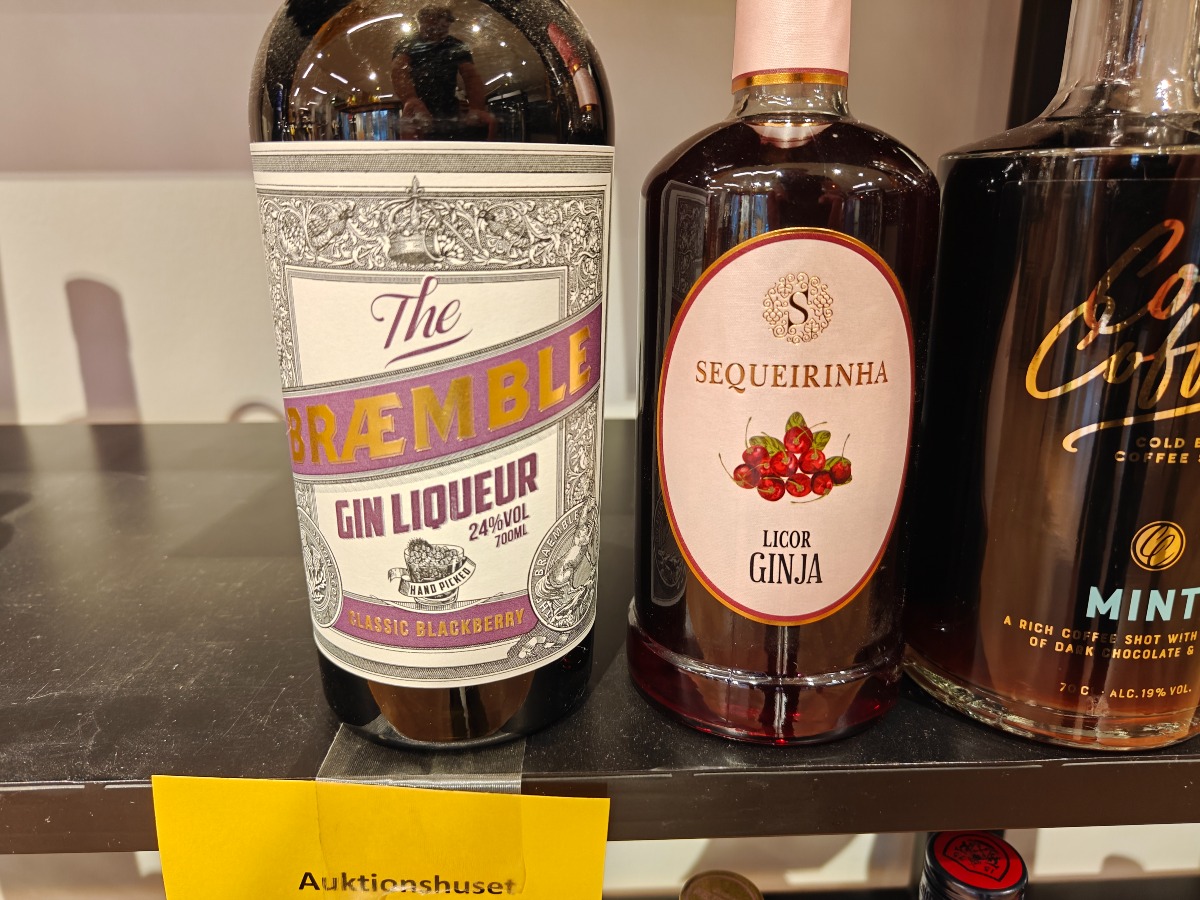 The
BRÆMBLE
GIN LIQUEUR
24%VOL
700ML
HAND PICKED
BRÆMBLE
CLASSIC BLACKBERRY
S
SEQUEIRINHA
LICOR
GINJA
COLD
COFFEE
MINT
A RICH COFFEE SHOT WITH
OF DARK CHOCOLATE &
70 CL ALC.19% VOL.
Auktionshuset